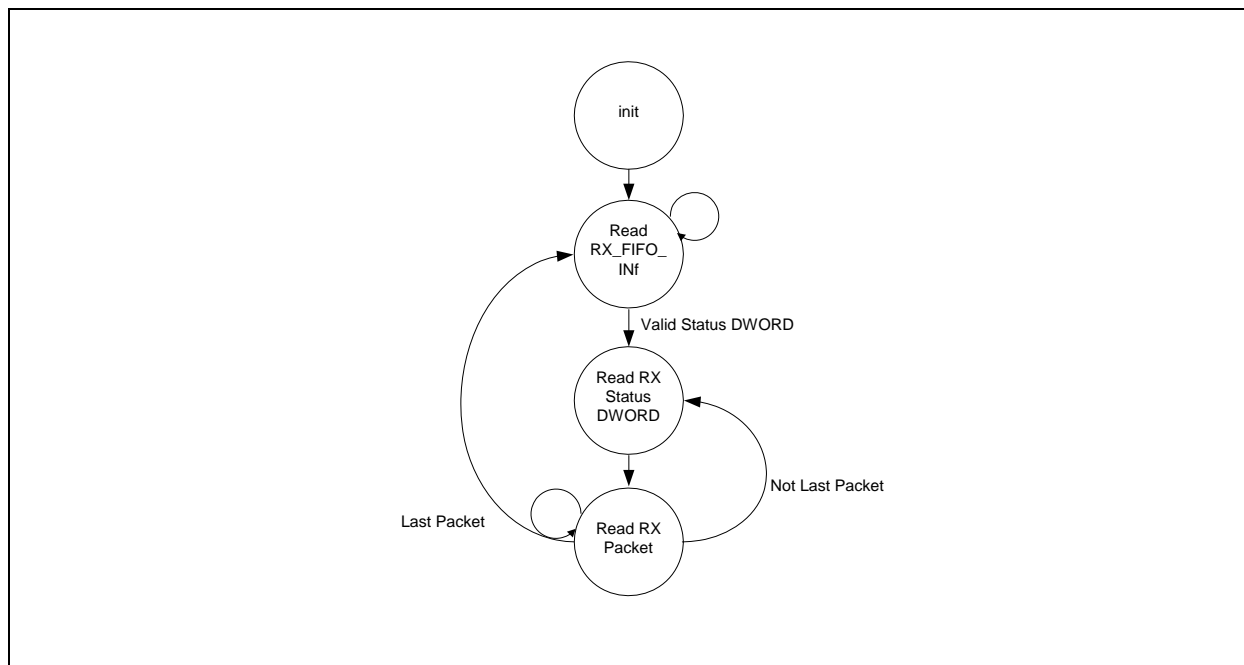 init
Read
RX_FIFO_
INf
Valid Status DWORD
Read RX
Status
DWORD
Not Last Packet
Last Packet
Read RX
Packet